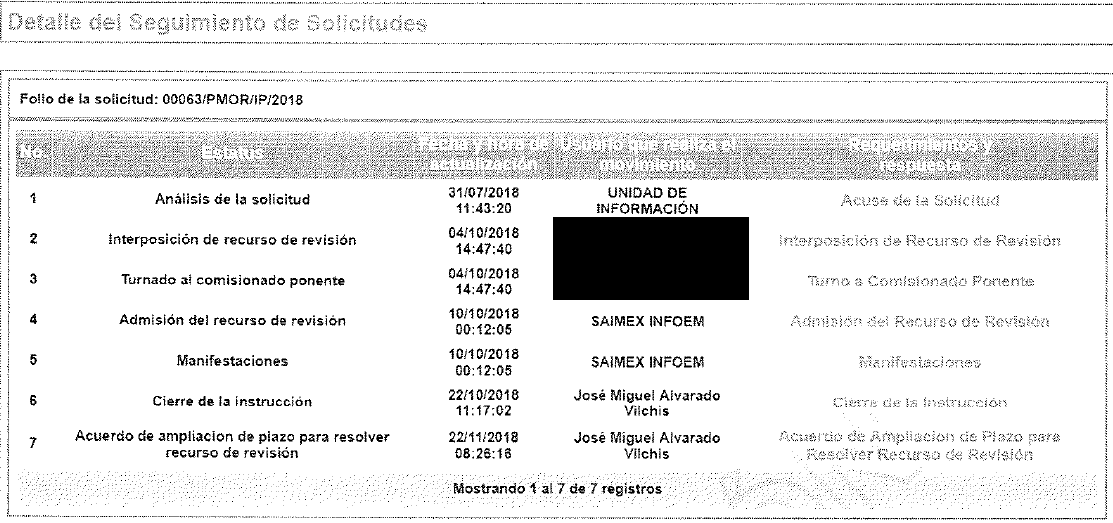 Detalle del Seguimiento de Solicitudes
Folio de la solicitud: 00063/PMOR/IP/2018
No. Estatus Fecha y hora de actualización Usuario que realiza el movimiento Requerimientos y respuesta
1 Análisis de la solicitud 31/07/2018 11:43:20 UNIDAD DE INFORMACIÓN Acuse de la Solicitud
2 Interposición de recurso de revisión 04/10/2018 14:47:40 Interposición de Recurso de Revisión
3 Turnado al comisionado ponente 04/10/2018 14:47:40 Turno a Comisionado Ponente
4 Admisión del recurso de revisión 10/10/2018 00:12:05 SAIMEX INFOEM Admisión del Recurso de Revisión
5 Manifestaciones 10/10/2018 00:12:05 SAIMEX INFOEM Manifestaciones
6 Cierre de la instrucción 22/10/2018 11:17:02 José Miguel Alvarado Vilchis Cierre de la Instrucción
7 Acuerdo de ampliacion de plazo para resolver recurso de revisión 22/11/2018 08:26:16 José Miguel Alvarado Vilchis Acuerdo de Ampliacion de Plazo para Resolver Recurso de Revisión
Mostrando 1 al 7 de 7 registros